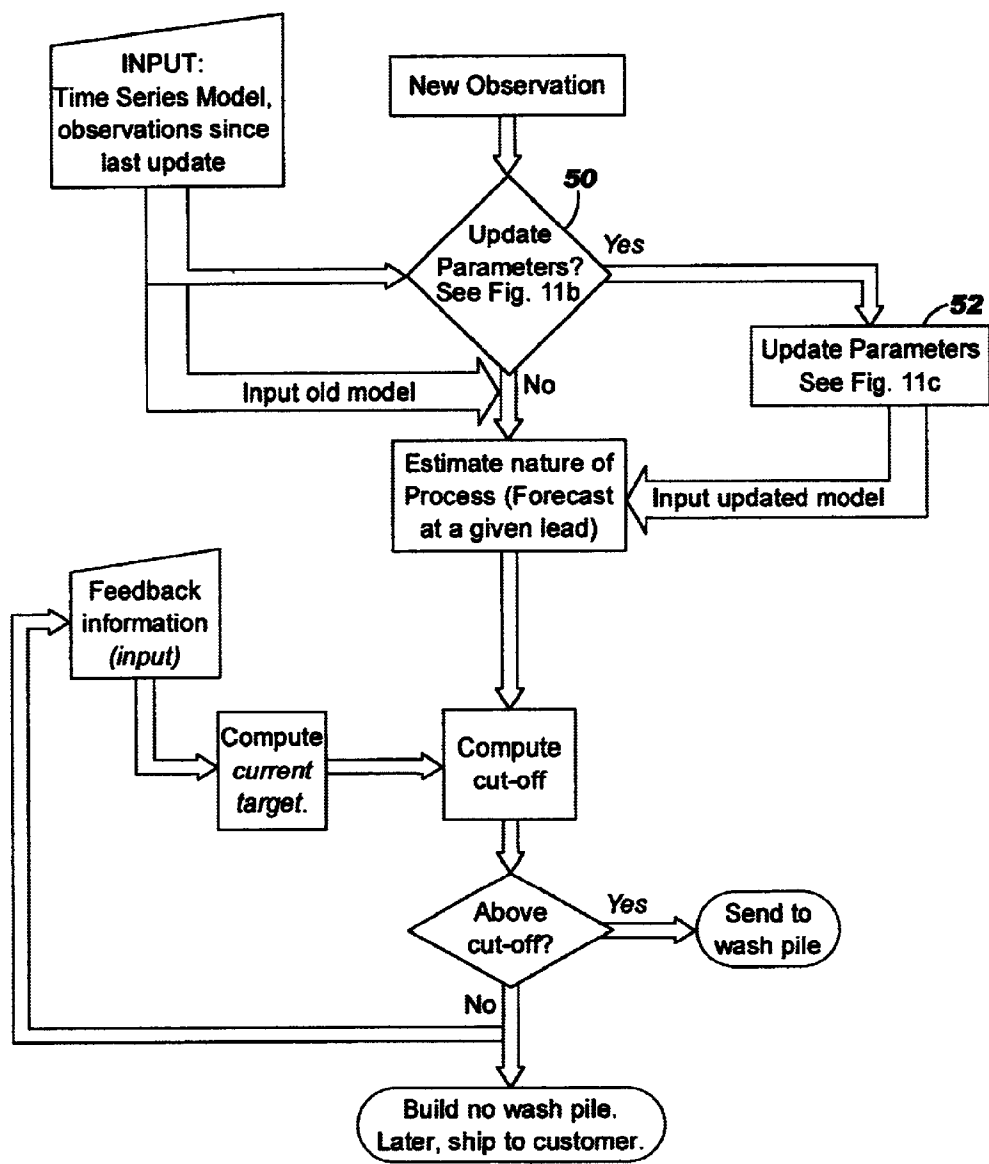 INPUT:
Time Series Model,
observations since
last update
New Observation
50
Update
Parameters?
See Fig. 11b
Yes
52
Update Parameters
See Fig. 11c
No
Input old model
Estimate nature of
Process (Forecast
at a given lead)
Input updated model
Feedback
information
(input)
Compute
current
target.
Compute
cut-off
Above
cut-off?
Yes
Send to
wash pile
No
Build no wash pile.
Later, ship to customer.